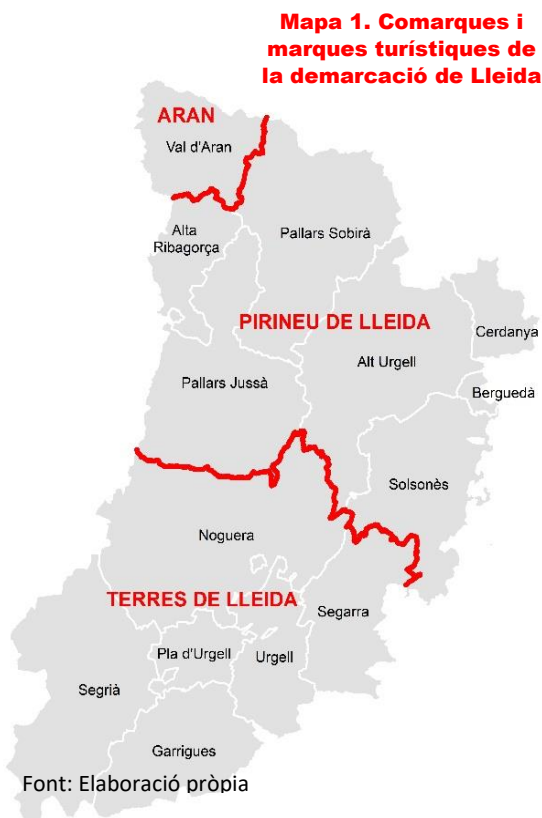 Mapa 1. Comarques i
marques turístiques de
la demarcació de Lleida
ARAN
Val d'Aran
Alta
Ribagorça
Pallars Sobirà
PIRINEU DE LLEIDA
Cerdanya
Alt Urgell
Pallars Jussà
Berguedà
Solsonès
Noguera
TERRES DE LLEIDA
Segarra
Pla d'Urgell
Urgell
Segrià
Garrigues
Font: Elaboració pròpia